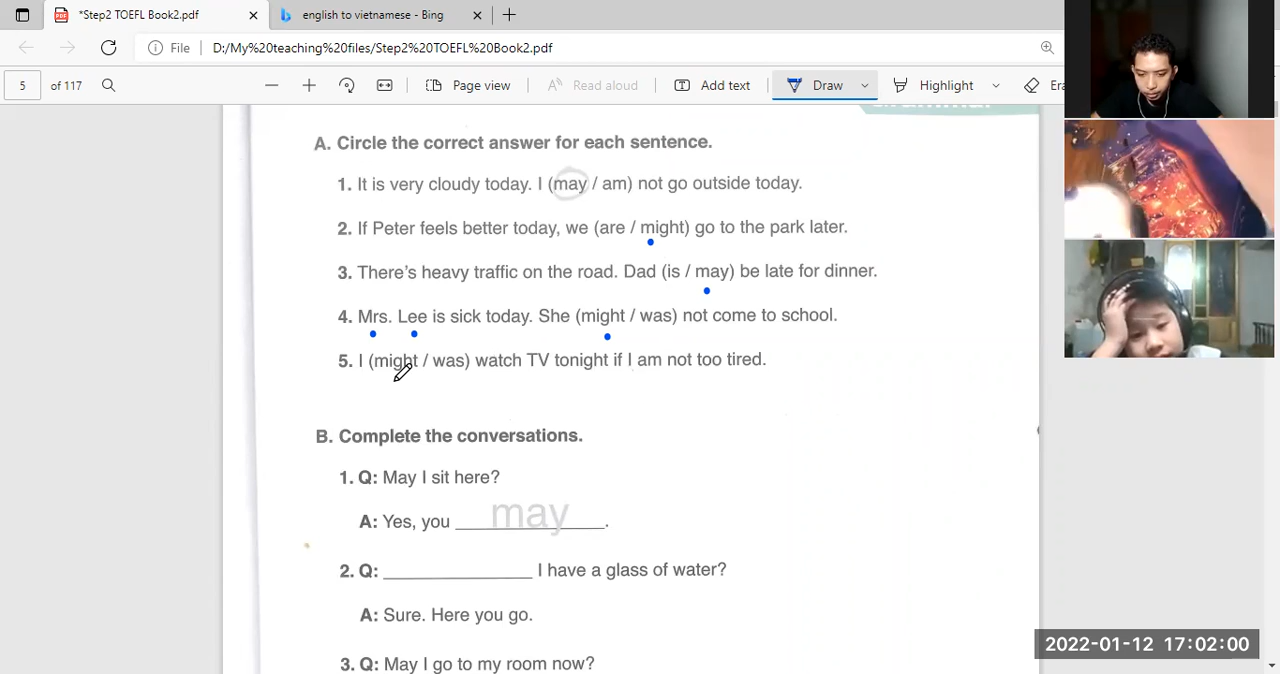 *Step2 TOEFL Book2.pdf
english to vietnamese - Bing
File
D:/My%20teaching%20files/Step2%20TOEFL%20Book2.pdf
5 of 117
Page view
Read aloud
Add text
Draw
Highlight
Era
A. Circle the correct answer for each sentence.
1. It is very cloudy today. I (may / am) not go outside today.
2. If Peter feels better today, we (are / might) go to the park later.
3. There's heavy traffic on the road. Dad (is / may) be late for dinner.
4. Mrs. Lee is sick today. She (might / was) not come to school.
5. I (might / was) watch TV tonight if I am not too tired.
B. Complete the conversations.
1. Q: May I sit here?
A: Yes, you may.
2. Q: ____________ I have a glass of water?
A: Sure. Here you go.
3. Q: May I go to my room now?
2022-01-12 17:02:00